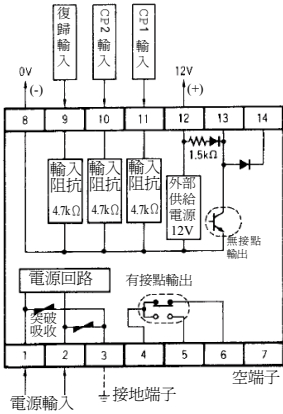 復歸輸入
CP2輸入
CP1輸入
0V
(-)
12V
(+)
8
9
10
11
12
13
14
1.5kΩ
輸入阻抗
4.7kΩ
輸入阻抗
4.7kΩ
輸入阻抗
4.7kΩ
外部
供給
電源
12V
無接點
輸出
電源回路
有接點輸出
突破
吸收
1
2
3
4
5
6
7
空端子
電源輸入
接地端子